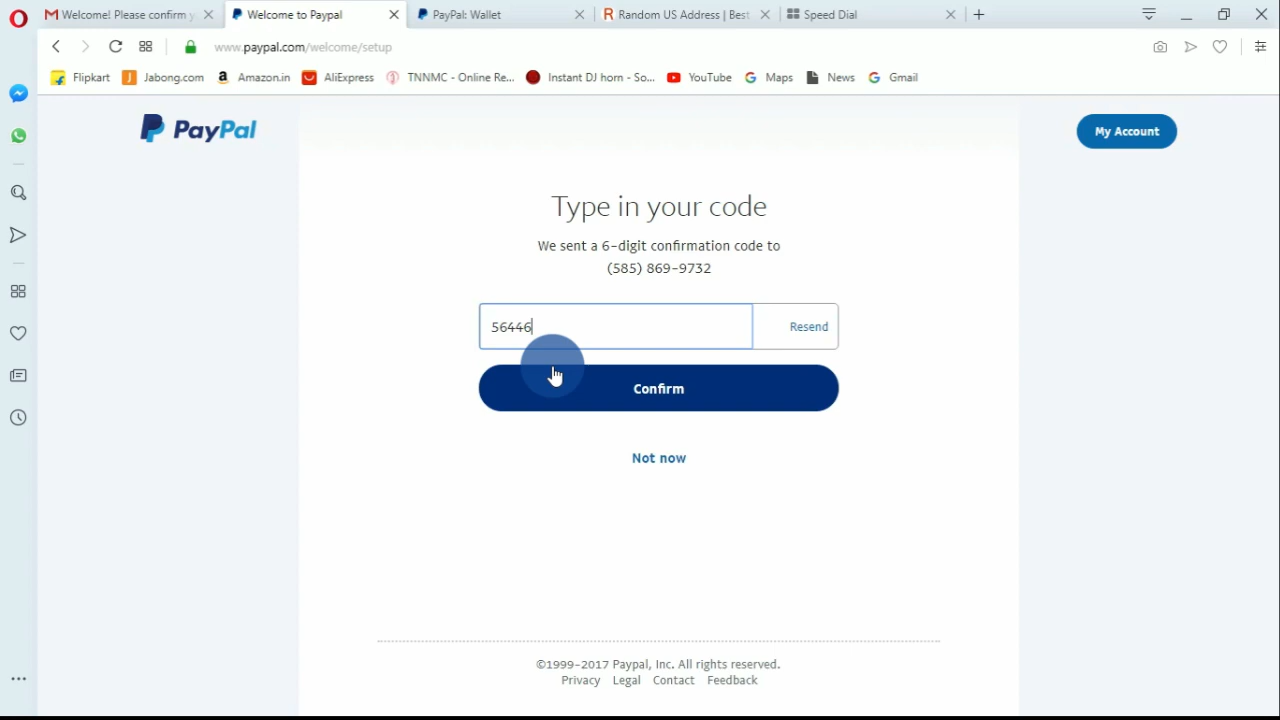 Welcome! Please confirm y
Welcome to Paypal
PayPal: Wallet
Random US Address | Best
Speed Dial
www.paypal.com/welcome/setup
Flipkart
Jabong.com
Amazon.in
AliExpress
TNNMC - Online Re...
Instant DJ horn - So...
YouTube
Maps
News
Gmail
PayPal
My Account
Type in your code
We sent a 6-digit confirmation code to
(585) 869-9732
56446
Resend
Confirm
Not now
©1999-2017 Paypal, Inc. All rights reserved.
Privacy Legal Contact Feedback